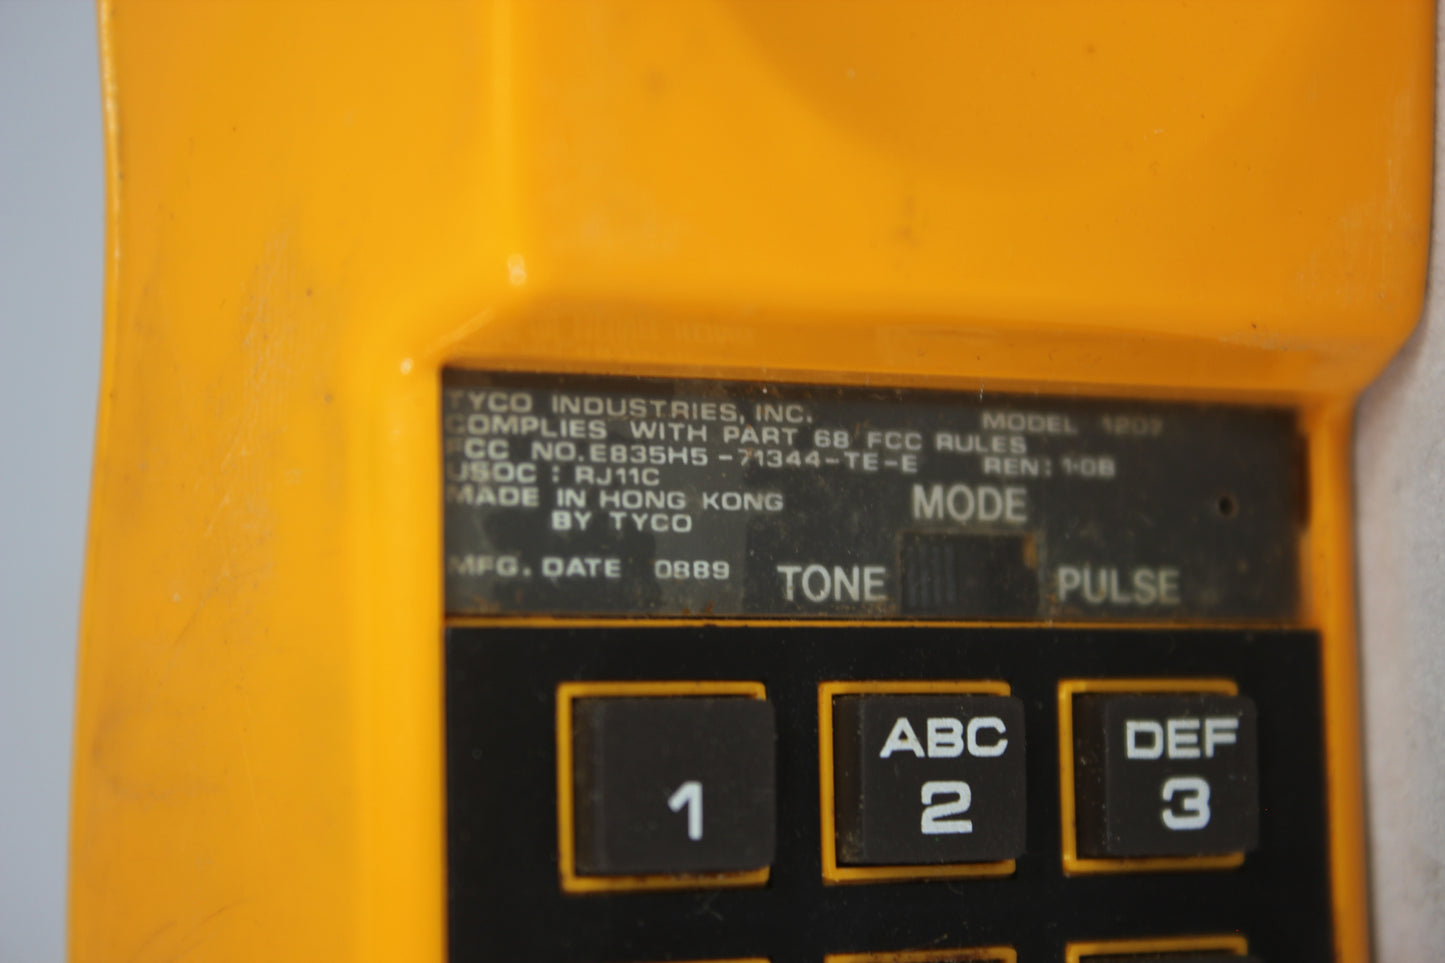 TYCO INDUSTRIES, INC. MODEL 1207
COMPLIES WITH PART 68 FCC RULES
FCC NO. EB35H5-71344-TE-E REN: 1.0B
USOC: RJ11C
MADE IN HONG KONG
BY TYCO
MODE
MFG. DATE 0889
TONE PULSE
1
ABC
2
DEF
3